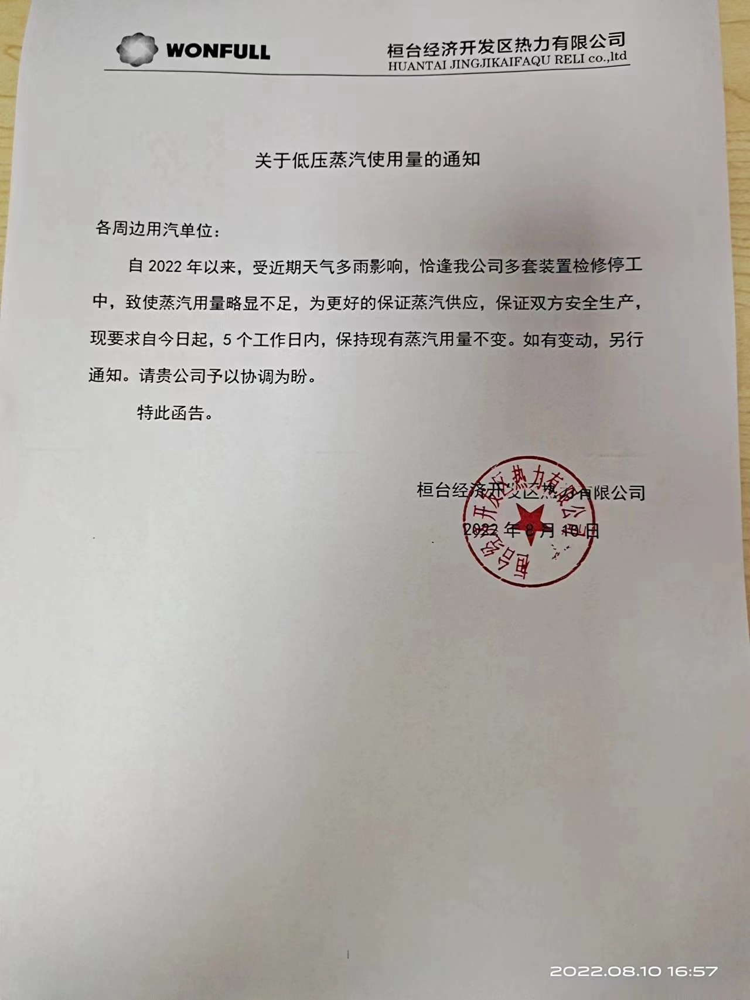 WONFULL
桓台经济开发区热力有限公司
HUANTAI JINGJIKAIFAQU RELI co.,ltd
关于低压蒸汽使用量的通知
各周边用汽单位：
自 2022 年以来，受近期天气多雨影响，恰逢我公司多套装置检修停工
中，致使蒸汽用量略显不足，为更好的保证蒸汽供应，保证双方安全生产，
现要求自今日起，5 个工作日内，保持现有蒸汽用量不变。如有变动，另行
通知。请贵公司予以协调为盼。
特此函告。
桓台经济开发区热力有限公司
2022 年 8 月 10 日
桓台经济开发区热力有限公司
2022.08.10 16:57